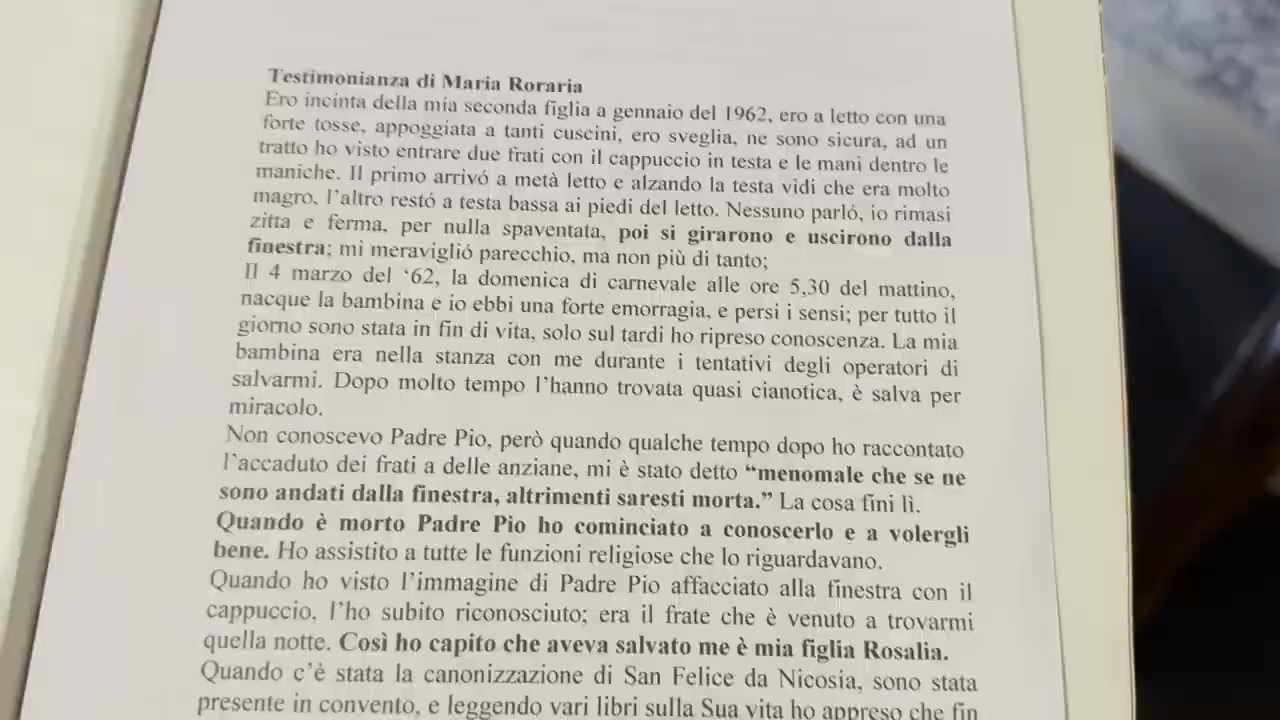 Testimonianza di Maria Roraria
Ero incinta della mia seconda figlia a gennaio del 1962, ero a letto con una
forte tosse, appoggiata a tanti cuscini, ero sveglia, ne sono sicura, ad un
tratto ho visto entrare due frati con il cappuccio in testa e le mani dentro le
maniche. Il primo arrivó a metà letto e alzando la testa vidi che era molto
magro, l'altro restó a testa bassa ai piedi del letto. Nessuno parló, io rimasi
zitta e ferma, per nulla spaventata, poi si girarono e uscirono dalla
finestra; mi meraviglió parecchio, ma non più di tanto;
Il 4 marzo del ‘62, la domenica di carnevale alle ore 5,30 del mattino,
nacque la bambina e io ebbi una forte emorragia, e persi i sensi; per tutto il
giorno sono stata in fin di vita, solo sul tardi ho ripreso conoscenza. La mia
bambina era nella stanza con me durante i tentativi degli operatori di
salvarmi. Dopo molto tempo l'hanno trovata quasi cianotica, è salva per
miracolo.
Non conoscevo Padre Pio, però quando qualche tempo dopo ho raccontato
l'accaduto dei frati a delle anziane, mi è stato detto “menomale che se ne
sono andati dalla finestra, altrimenti saresti morta.” La cosa fini lì.
Quando è morto Padre Pio ho cominciato a conoscerlo e a volergli
bene. Ho assistito a tutte le funzioni religiose che lo riguardavano.
Quando ho visto l'immagine di Padre Pio affacciato alla finestra con il
cappuccio, l'ho subito riconosciuto; era il frate che è venuto a trovarmi
quella notte. Così ho capito che aveva salvato me è mia figlia Rosalia.
Quando c'è stata la canonizzazione di San Felice da Nicosia, sono stata
presente in convento, e leggendo vari libri sulla Sua vita ho appreso che fin